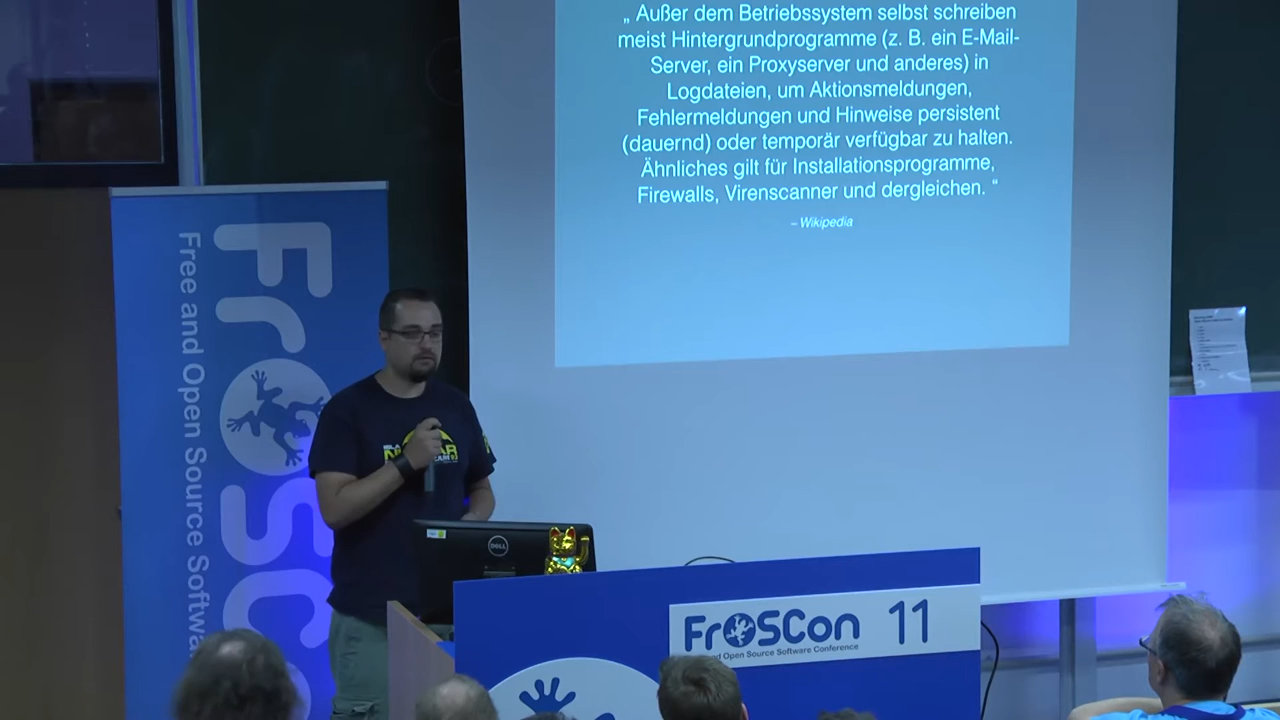 „ Außer dem Betriebssystem selbst schreiben
meist Hintergrundprogramme (z. B. ein E-Mail-
Server, ein Proxyserver und anderes) in
Logdateien, um Aktionsmeldungen,
Fehlermeldungen und Hinweise persistent
(dauernd) oder temporär verfügbar zu halten.
Ähnliches gilt für Installationsprogramme,
Firewalls, Virenscanner und dergleichen. “
– Wikipedia
FrOSCo
Free and Open Source Softwa
DELL
FrOSCon 11
nd Open Source Software Conference